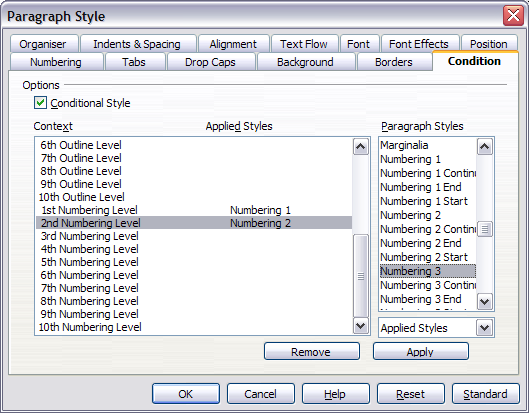 Paragraph Style
Organiser Indents & Spacing Alignment Text Flow Font Font Effects Position
Numbering Tabs Drop Caps Background Borders Condition
Options
Conditional Style
Context Applied Styles Paragraph Styles
6th Outline Level Marginalia
7th Outline Level Numbering 1
8th Outline Level Numbering 1 Contin
9th Outline Level Numbering 1 End
10th Outline Level Numbering 1 Start
1st Numbering Level Numbering 1 Numbering 2
2nd Numbering Level Numbering 2 Numbering 2 Contin
3rd Numbering Level Numbering 2 End
4th Numbering Level Numbering 2 Start
5th Numbering Level Numbering 3
6th Numbering Level Numbering 3 Contin
7th Numbering Level Numbering 3 End
8th Numbering Level Numbering 3 Start
9th Numbering Level
10th Numbering Level Applied Styles
Remove Apply
OK Cancel Help Reset Standard